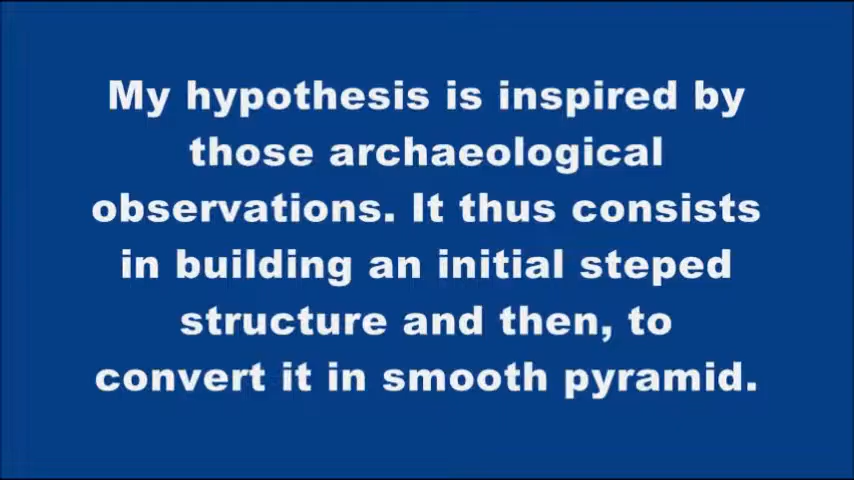 My hypothesis is inspired by
those archaeological
observations. It thus consists
in building an initial steped
structure and then, to
convert it in smooth pyramid.